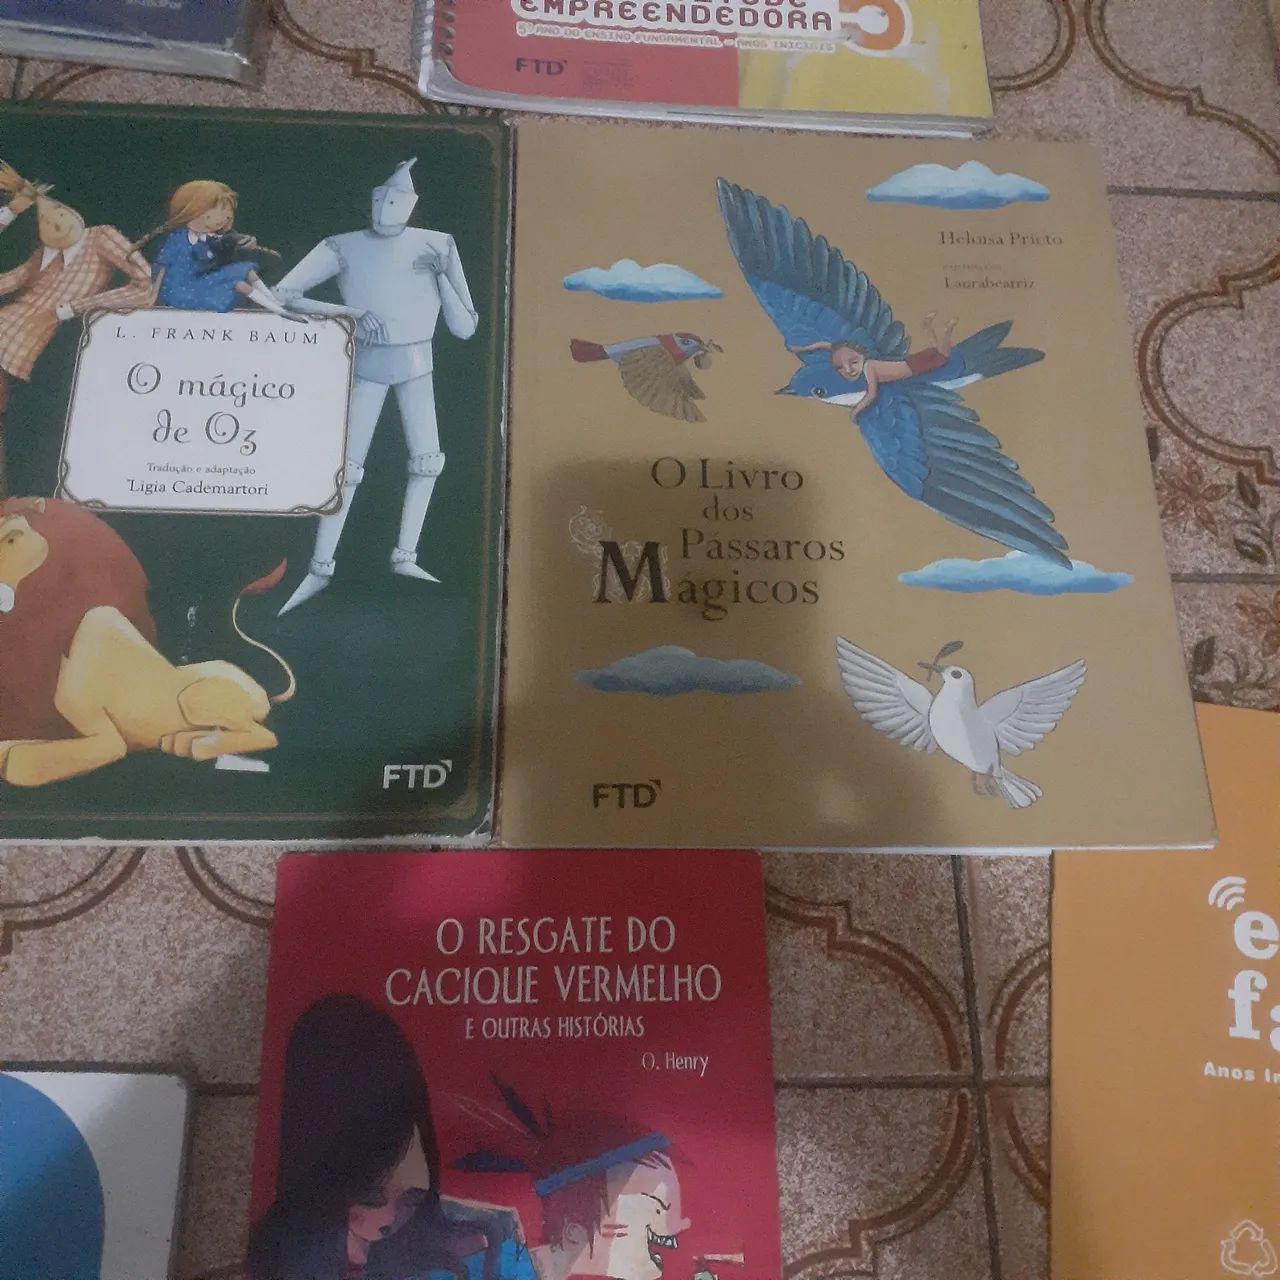 EMPREENDEDORA
5º ANO DO ENSINO FUNDAMENTAL - ANOS INICIAIS
FTD
L. FRANK BAUM
O mágico
de Oz
Tradução e adaptação
Ligia Cademartori
FTD
Heloisa Prieto
Laurabeatriz
O Livro
dos
Pássaros
Mágicos
FTD
O RESGATE DO
CACIQUE VERMELHO
E OUTRAS HISTÓRIAS
O. Henry
e
f
Anos